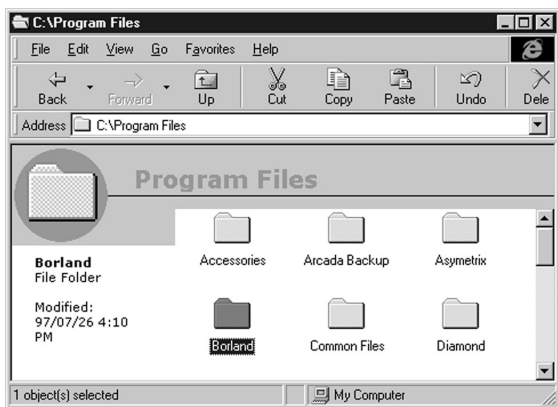 C:\Program Files
File Edit View Go Favorites Help
Back Forward Up Cut Copy Paste Undo Dele
Address C:\Program Files
Program Files
Accessories Arcada Backup Asymetrix
Borland
File Folder
Modified:
97/07/26 4:10
PM
Borland Common Files Diamond
1 object(s) selected My Computer